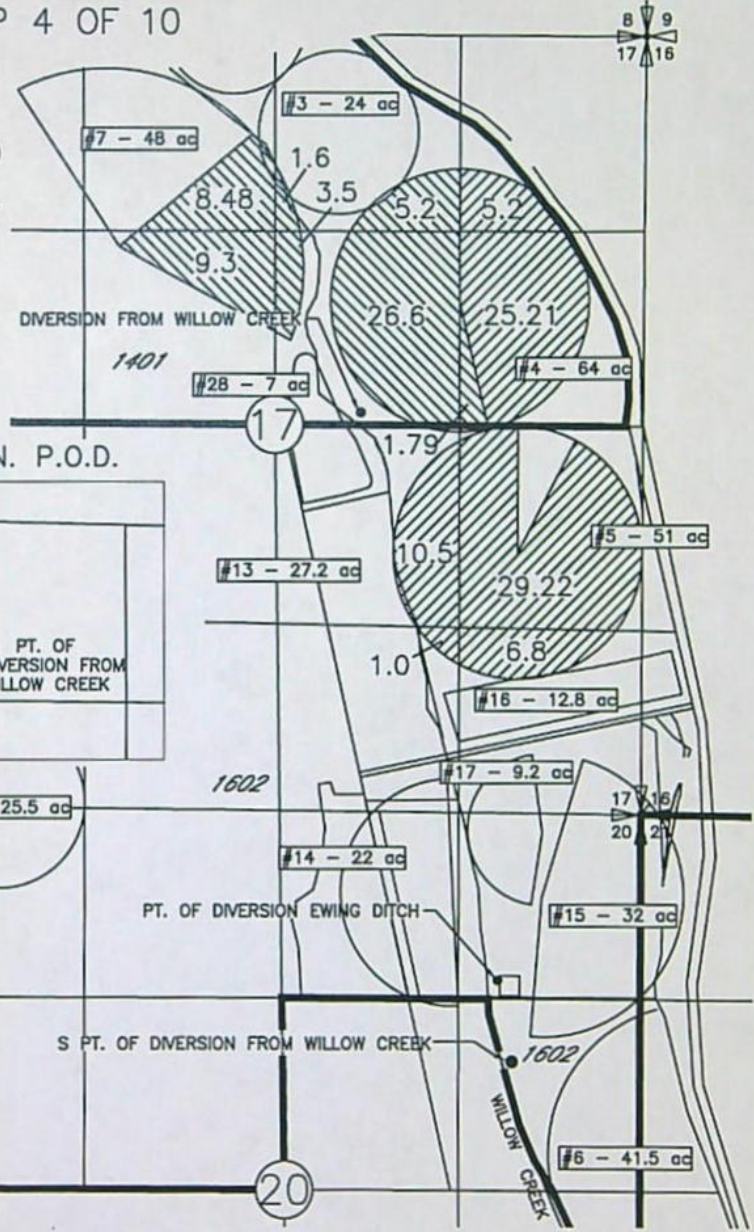 P 4 OF 10
8 9
17 16
#3 - 24 ac
#7 - 48 ac
1.6
8.48
3.5
5.2
5.2
9.3
26.6
25.21
DIVERSION FROM WILLOW CREEK
1401
#4 - 64 ac
#28 - 7 ac
17
1.79
N. P.O.D.
#5 - 51 ac
10.5
#13 - 27.2 ac
29.22
PT. OF
VERSION FROM
LLOW CREEK
6.8
1.0
#16 - 12.8 ac
#17 - 9.2 ac
1602
25.5 ac
17 16
20 21
#14 - 22 ac
PT. OF DIVERSION EWING DITCH
#15 - 32 ac
S PT. OF DIVERSION FROM WILLOW CREEK
1602
WILLOW CREEK
#6 - 41.5 ac
20